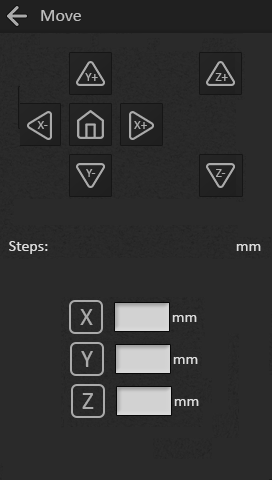 Move
Y+ Z+
X- X+
Y- Z-
Steps: mm
X mm
Y mm
Z mm